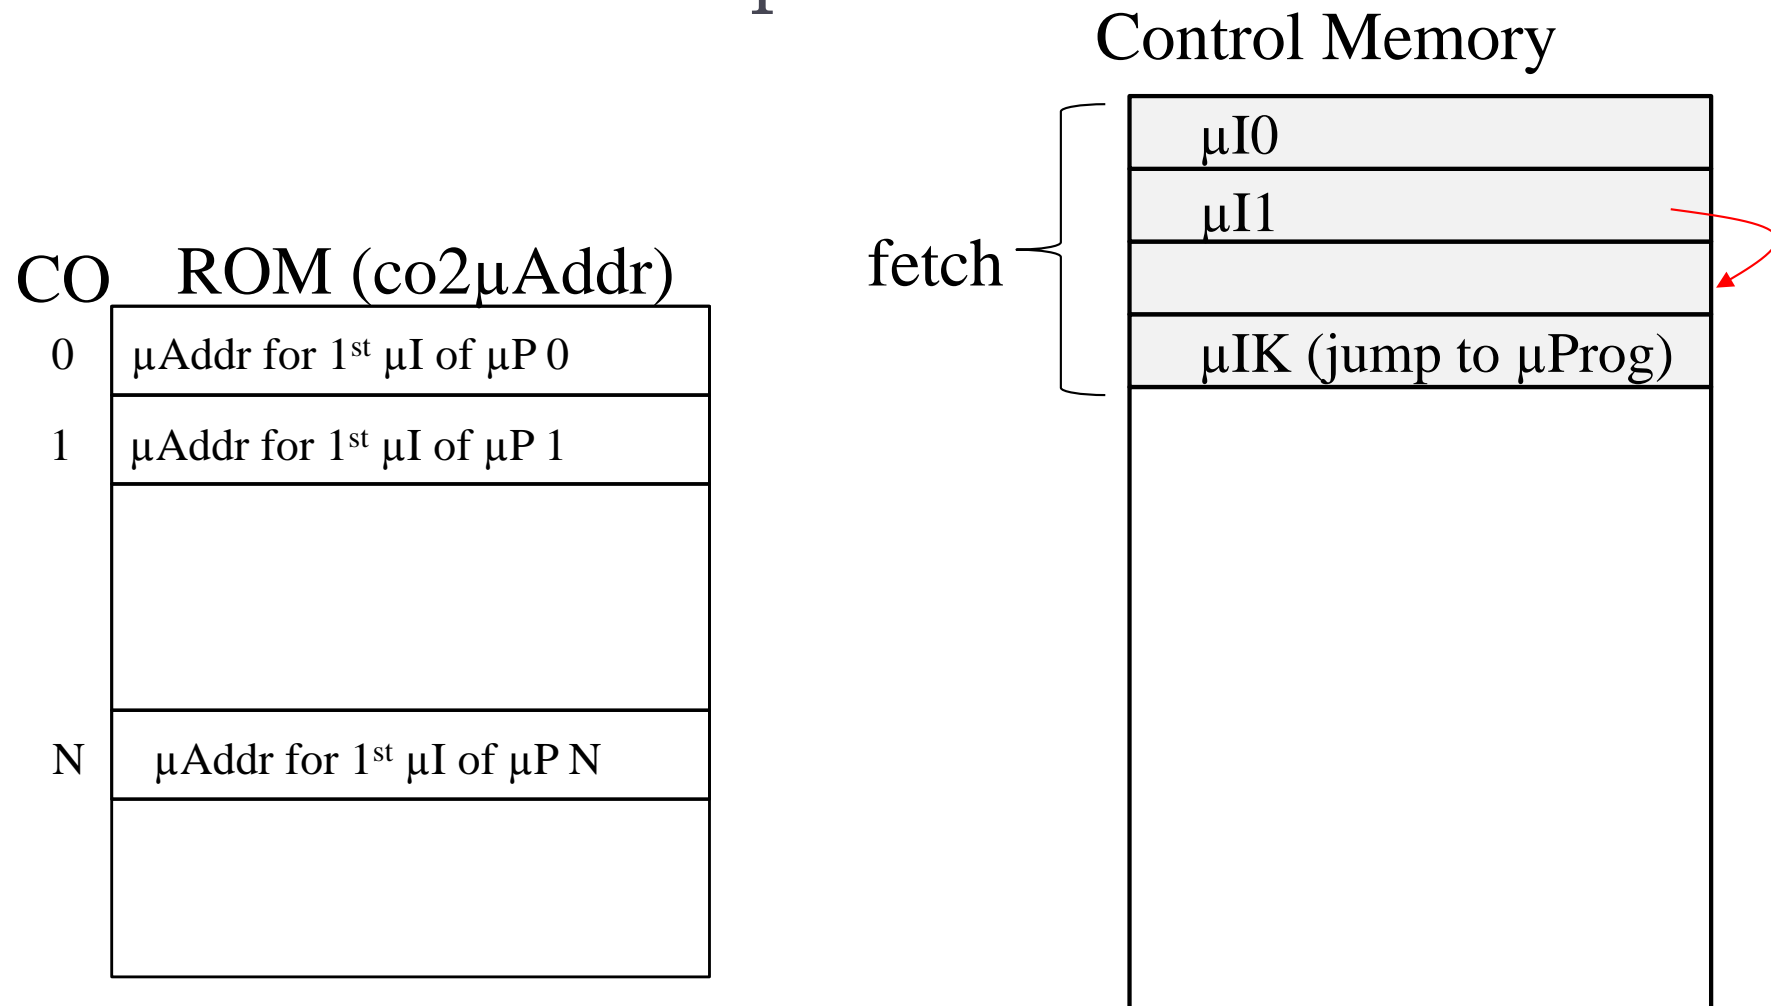 Control Memory
µI0
µI1
fetch
µIK (jump to µProg)
CO
ROM (co2µAddr)
0 µAddr for 1st µI of µP 0
1 µAddr for 1st µI of µP 1
N µAddr for 1st µI of µP N